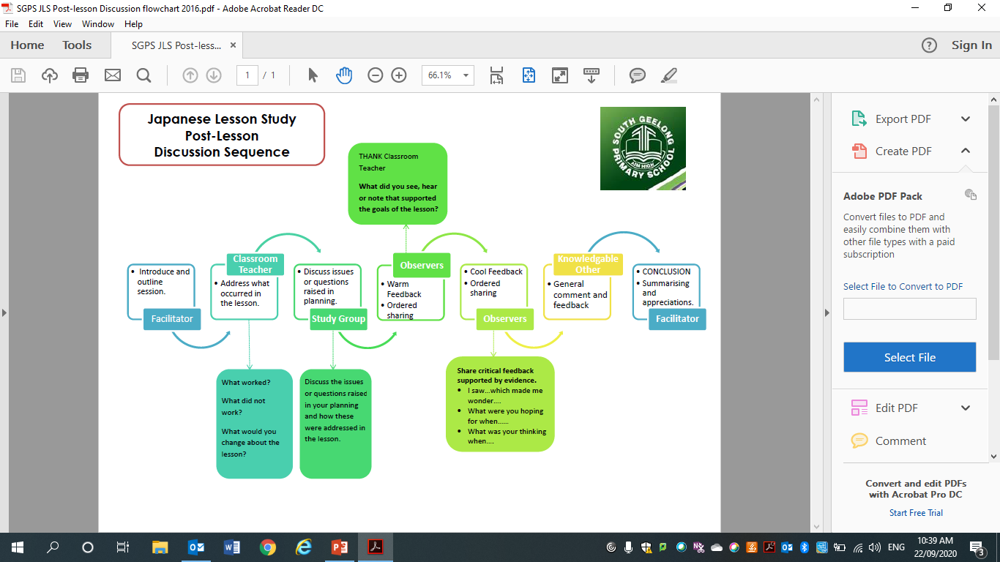 SGPS JLS Post-lesson Discussion flowchart 2016.pdf - Adobe Acrobat Reader DC
File Edit View Window Help
Home Tools
SGPS JLS Post-less... ×
Sign In
1 / 1
66.1%
Japanese Lesson Study
Post-Lesson
Discussion Sequence
SOUTH GEELONG
PRIMARY SCHOOL
AIM HIGH
THANK Classroom
Teacher
What did you see, hear
or note that supported
the goals of the lesson?
• Introduce and
outline
session.
Facilitator
Classroom
Teacher
• Address what
occurred in
the lesson.
• Discuss issues
or questions
raised in
planning.
Study Group
Observers
• Warm
Feedback
• Ordered
sharing
• Cool Feedback
• Ordered
sharing
Observers
Knowledgable
Other
• General
comment and
feedback
• CONCLUSION
• Summarising
and
appreciations.
Facilitator
What worked?
What did not
work?
What would you
change about the
lesson?
Discuss the issues
or questions raised
in your planning
and how these
were addressed in
the lesson.
Share critical feedback
supported by evidence.
• I saw...which made me
wonder....
• What were you hoping
for when......
• What was your thinking
when....
Export PDF
Create PDF
Adobe PDF Pack
Convert files to PDF and
easily combine them with
other file types with a paid
subscription
Select File to Convert to PDF
Select File
Edit PDF
Comment
Convert and edit PDFs
with Acrobat Pro DC
Start Free Trial
ENG
10:39 AM
22/09/2020
3